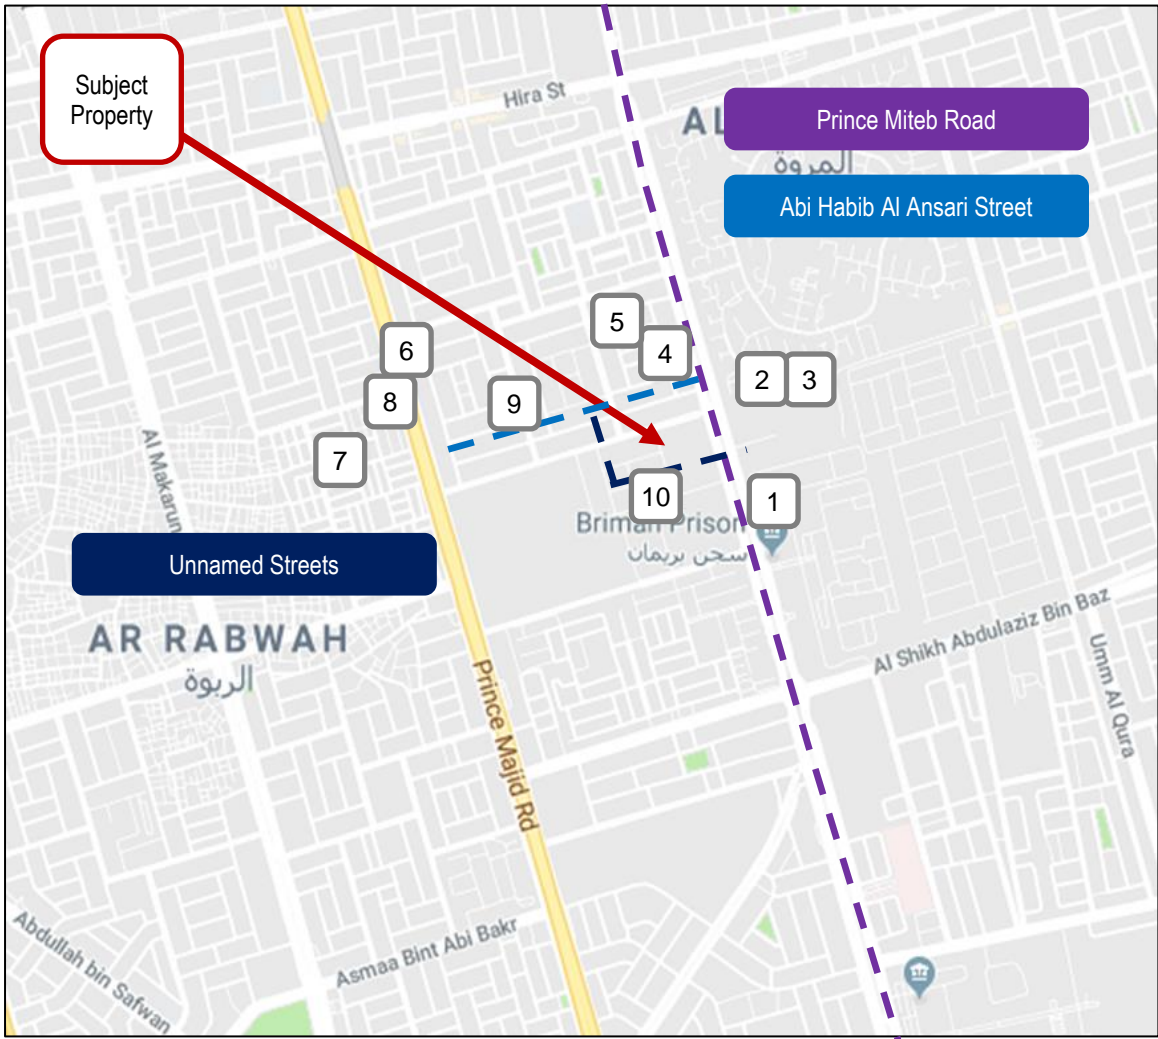 Subject
Property
Hira St
Prince Miteb Road
AL
المروة
Abi Habib Al Ansari Street
5
4
6
2
3
8
9
7
10
1
Al Makarun
Briman Prison
سجن بريمان
Unnamed Streets
AR RABWAH
الربوة
Al Shikh Abdulaziz Bin Baz
Umm Al Qura
Prince Majid Rd
Asmaa Bint Abi Bakr
Abdullah bin Safwan